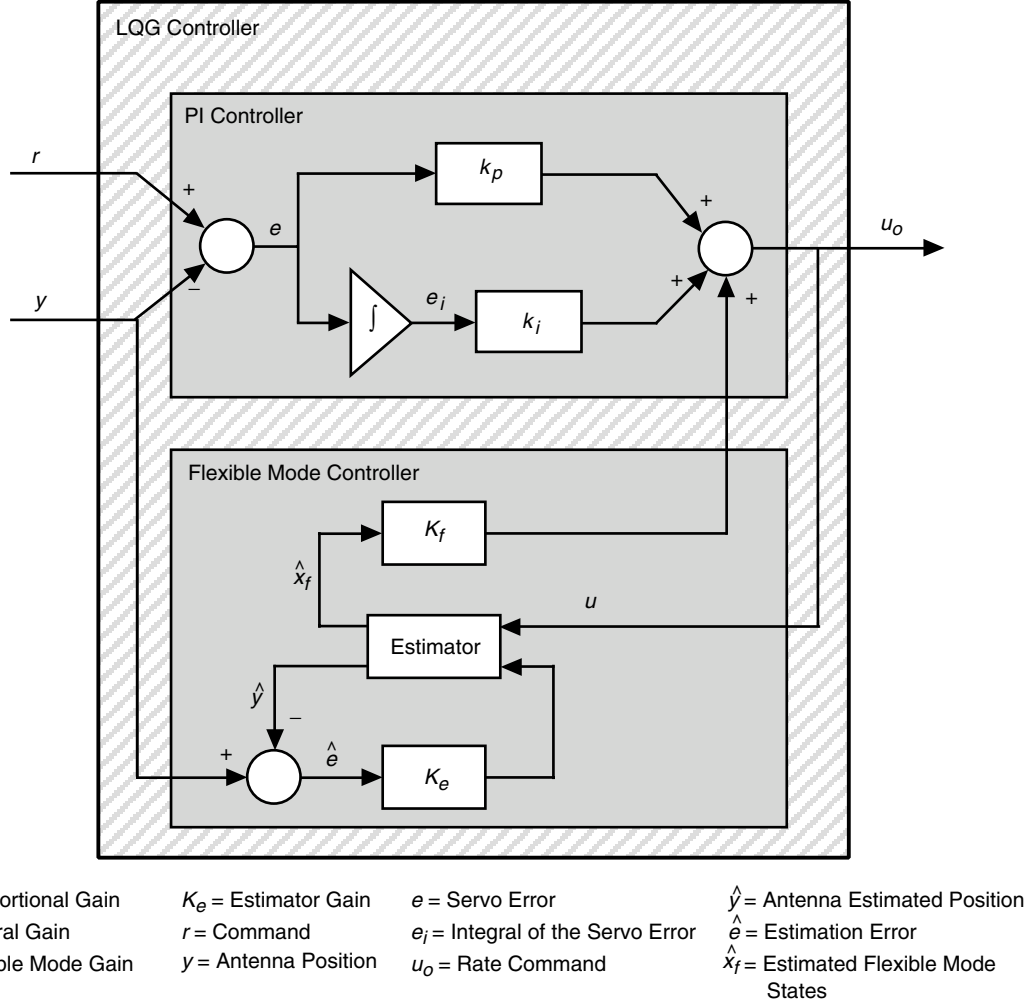 LQG Controller
PI Controller
r
+
k_p
e
+
u_o
y
−
∫
e_i
k_i
+
+
Flexible Mode Controller
K_f
x̂_f
u
Estimator
ŷ
−
+
ê
K_e
ortional Gain
K_e = Estimator Gain
e = Servo Error
ŷ = Antenna Estimated Position
ral Gain
r = Command
e_i = Integral of the Servo Error
ê = Estimation Error
ble Mode Gain
y = Antenna Position
u_o = Rate Command
x̂_f = Estimated Flexible Mode
States